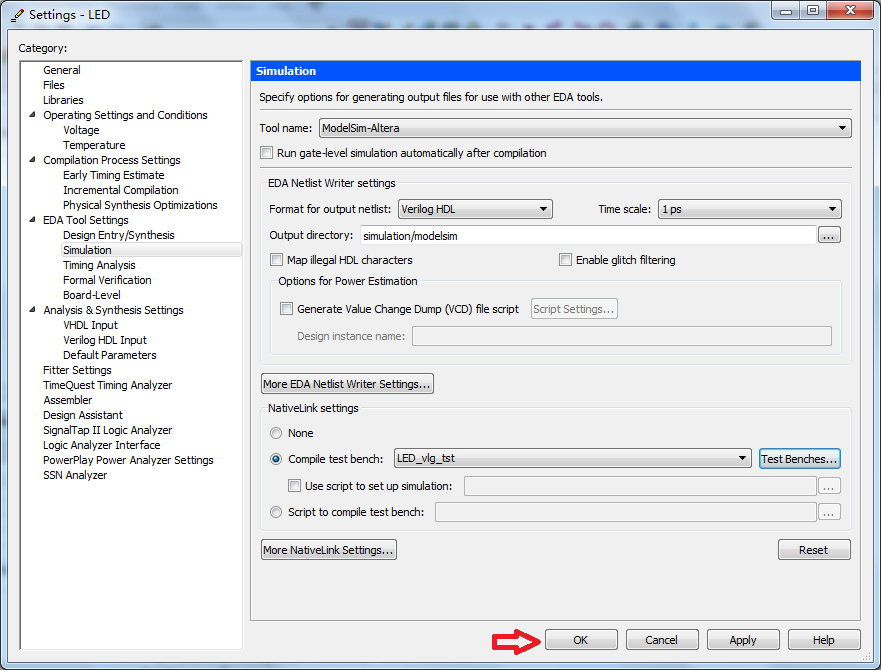 Settings - LED
Category:
General
Files
Libraries
Operating Settings and Conditions
Voltage
Temperature
Compilation Process Settings
Early Timing Estimate
Incremental Compilation
Physical Synthesis Optimizations
EDA Tool Settings
Design Entry/Synthesis
Simulation
Timing Analysis
Formal Verification
Board-Level
Analysis & Synthesis Settings
VHDL Input
Verilog HDL Input
Default Parameters
Fitter Settings
TimeQuest Timing Analyzer
Assembler
Design Assistant
SignalTap II Logic Analyzer
Logic Analyzer Interface
PowerPlay Power Analyzer Settings
SSN Analyzer
Simulation
Specify options for generating output files for use with other EDA tools.
Tool name: ModelSim-Altera
Run gate-level simulation automatically after compilation
EDA Netlist Writer settings
Format for output netlist: Verilog HDL Time scale: 1 ps
Output directory: simulation/modelsim ...
Map illegal HDL characters Enable glitch filtering
Options for Power Estimation
Generate Value Change Dump (VCD) file script Script Settings...
Design instance name:
More EDA Netlist Writer Settings...
NativeLink settings
None
Compile test bench: LED_vlg_tst Test Benches...
Use script to set up simulation: ...
Script to compile test bench: ...
More NativeLink Settings... Reset
OK Cancel Apply Help